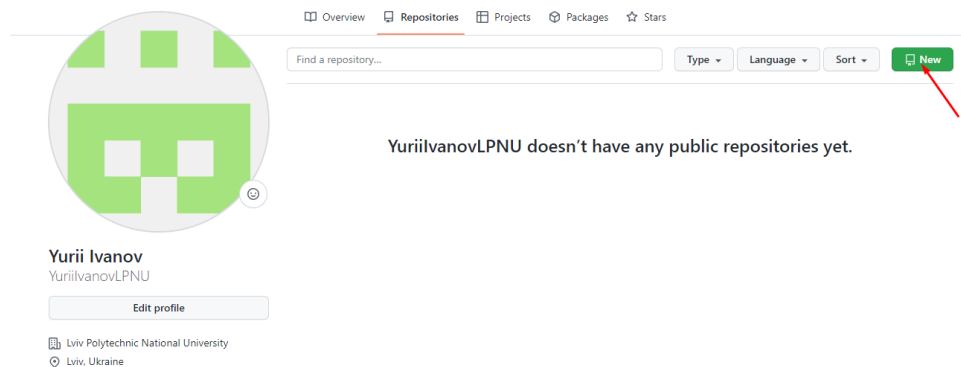 Overview Repositories Projects Packages Stars
Find a repository...
Type Language Sort New
YuriiIvanovLPNU doesn't have any public repositories yet.
Yurii Ivanov
YuriiIvanovLPNU
Edit profile
Lviv Polytechnic National University
Lviv, Ukraine